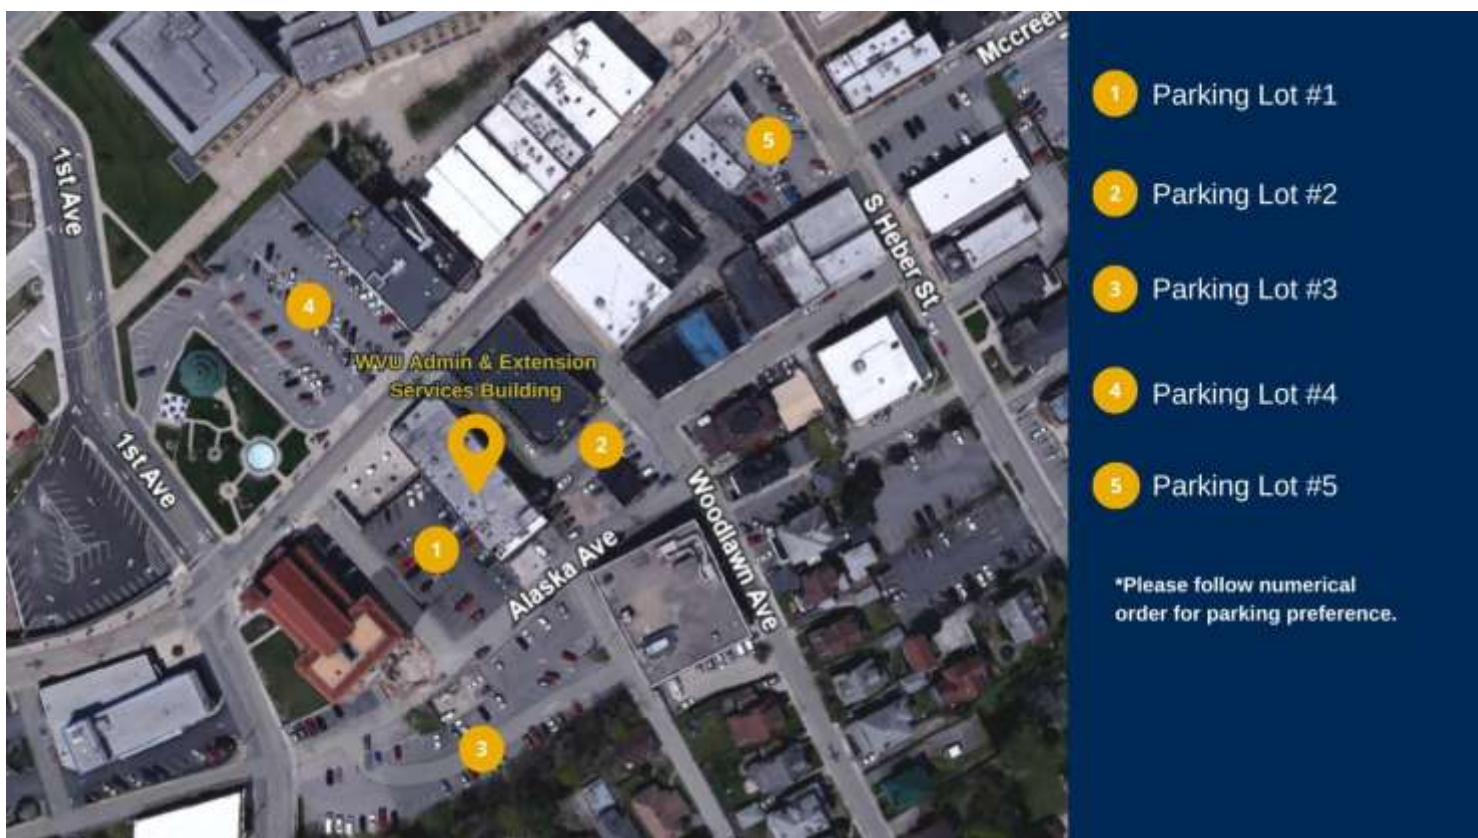 Mccreer
5
1st Ave
S Heber St
4
WVU Admin & Extension
Services Building
1st Ave
2
Woodlawn Ave
1
Alaska Ave
3
1 Parking Lot #1
2 Parking Lot #2
3 Parking Lot #3
4 Parking Lot #4
5 Parking Lot #5
*Please follow numerical
order for parking preference.